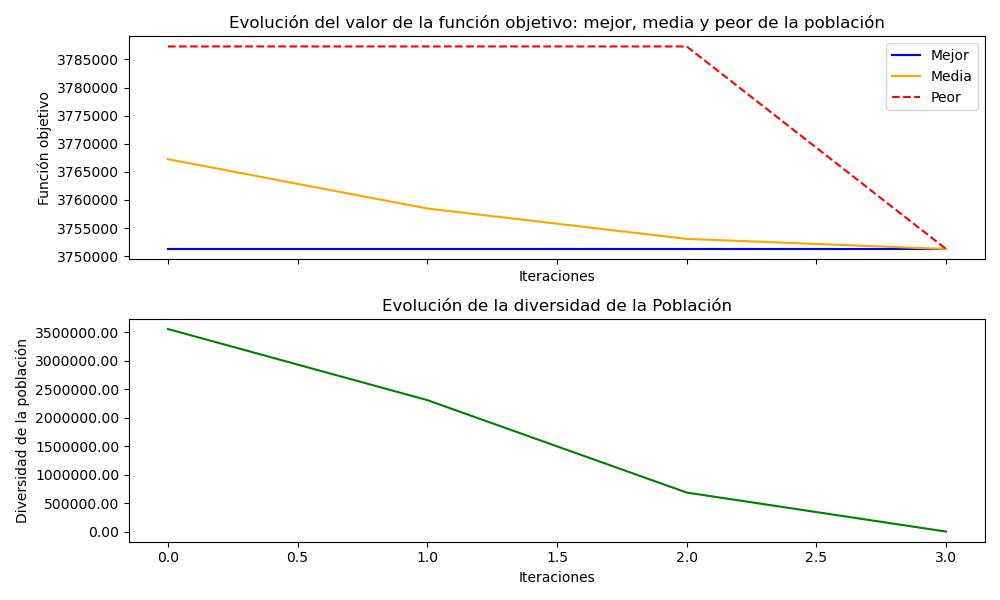 Evolución del valor de la función objetivo: mejor, media y peor de la población
Función objetivo
3785000
3780000
3775000
3770000
3765000
3760000
3755000
3750000
Mejor
Media
Peor
Iteraciones
Evolución de la diversidad de la Población
Diversidad de la población
3500000.00
3000000.00
2500000.00
2000000.00
1500000.00
1000000.00
500000.00
0.00
0.0 0.5 1.0 1.5 2.0 2.5 3.0
Iteraciones